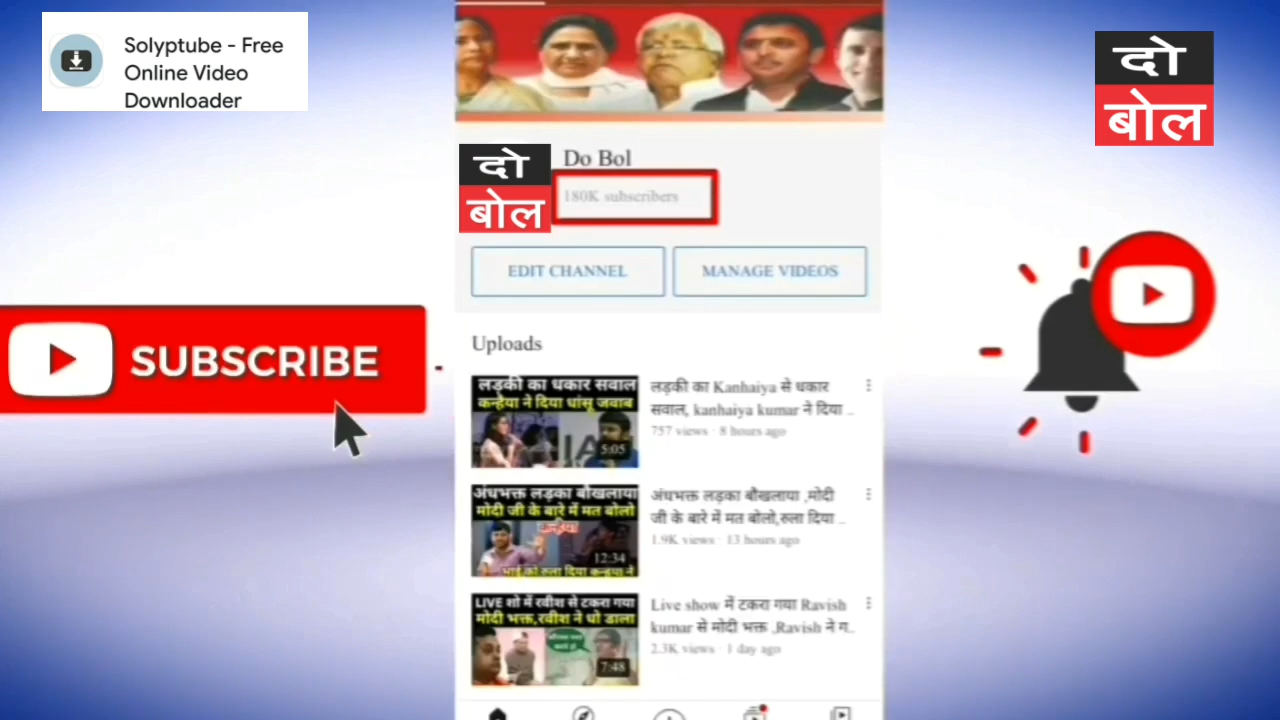 Solyptube - Free
Online Video
Downloader
दो
बोल
दो
बोल
Do Bol
180K subscribers
EDIT CHANNEL
MANAGE VIDEOS
SUBSCRIBE
Uploads
लड़की का धकार सवाल
कन्हैया ने दिया धांसू जवाब
5:05
लड़की का Kanhaiya से धकार
सवाल, kanhaiya kumar ने दिया ..
757 views · 8 hours ago
अंधभक्त लड़का बौखलाया
मोदी जी के बारे में मत बोलो
कन्हैया
12:34
भाई को रुला दिया कन्हया ने
अंधभक्त लड़का बौखलाया ,मोदी
जी के बारे में मत बोलो,रुला दिया ..
1.9K views · 13 hours ago
LIVE शो में रवीश से टकरा गया
मोदी भक्त,रवीश ने धो डाला
7:48
Live show में टकरा गया Ravish
kumar से मोदी भक्त ,Ravish ने ग..
2.3K views · 1 day ago